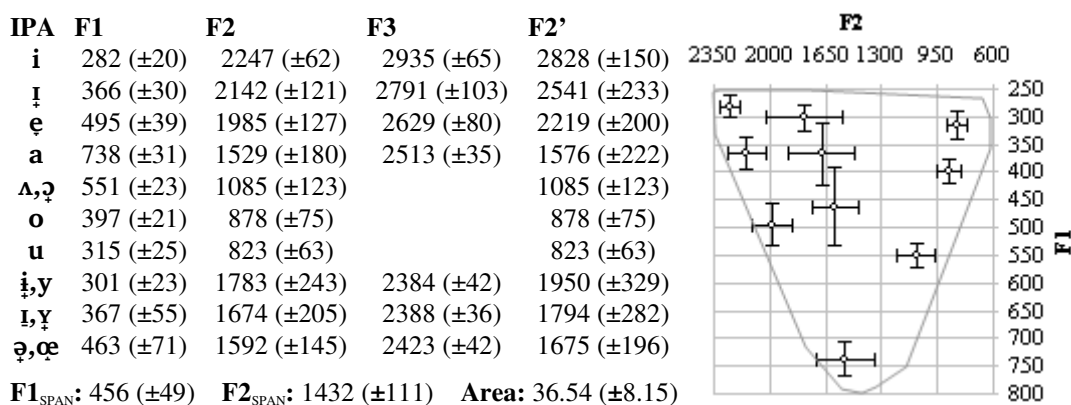 IPA F1 F2 F3 F2’
i 282 (±20) 2247 (±62) 2935 (±65) 2828 (±150)
ɪ̟ 366 (±30) 2142 (±121) 2791 (±103) 2541 (±233)
e̟ 495 (±39) 1985 (±127) 2629 (±80) 2219 (±200)
a 738 (±31) 1529 (±180) 2513 (±35) 1576 (±222)
ʌ,ɔ̟ 551 (±23) 1085 (±123) 1085 (±123)
o 397 (±21) 878 (±75) 878 (±75)
u 315 (±25) 823 (±63) 823 (±63)
ɨ̟,y 301 (±23) 1783 (±243) 2384 (±42) 1950 (±329)
ɪ̠,ʏ̟ 367 (±55) 1674 (±205) 2388 (±36) 1794 (±282)
ə̟,œ̠ 463 (±71) 1592 (±145) 2423 (±42) 1675 (±196)
F1SPAN: 456 (±49) F2SPAN: 1432 (±111) Area: 36.54 (±8.15)
F2
2350 2000 1650 1300 950 600
250
300
350
400
450
500
550
600
650
700
750
800
F1